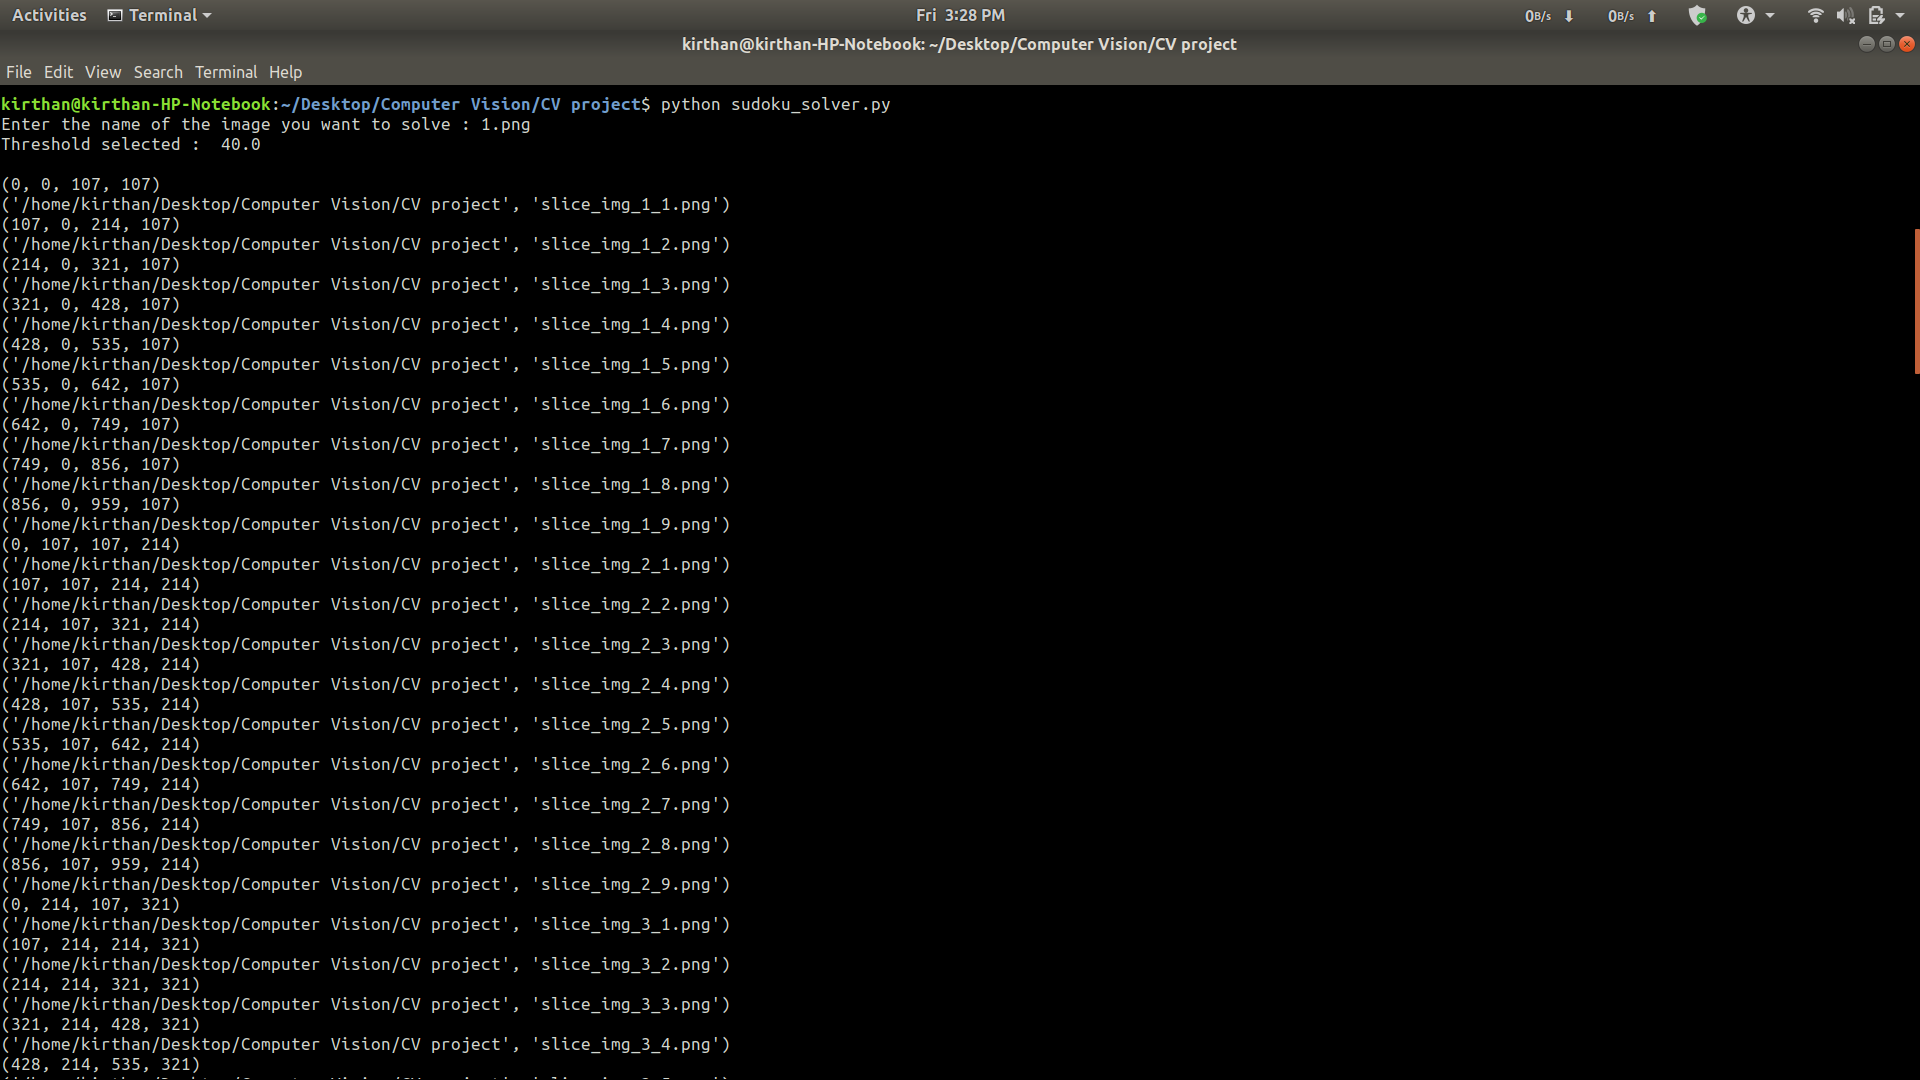 Activities Terminal Fri 3:28 PM 0B/s 0B/s
kirthan@kirthan-HP-Notebook: ~/Desktop/Computer Vision/CV project
File Edit View Search Terminal Help
kirthan@kirthan-HP-Notebook:~/Desktop/Computer Vision/CV project$ python sudoku_solver.py
Enter the name of the image you want to solve : 1.png
Threshold selected :  40.0
(0, 0, 107, 107)
('/home/kirthan/Desktop/Computer Vision/CV project', 'slice_img_1_1.png')
(107, 0, 214, 107)
('/home/kirthan/Desktop/Computer Vision/CV project', 'slice_img_1_2.png')
(214, 0, 321, 107)
('/home/kirthan/Desktop/Computer Vision/CV project', 'slice_img_1_3.png')
(321, 0, 428, 107)
('/home/kirthan/Desktop/Computer Vision/CV project', 'slice_img_1_4.png')
(428, 0, 535, 107)
('/home/kirthan/Desktop/Computer Vision/CV project', 'slice_img_1_5.png')
(535, 0, 642, 107)
('/home/kirthan/Desktop/Computer Vision/CV project', 'slice_img_1_6.png')
(642, 0, 749, 107)
('/home/kirthan/Desktop/Computer Vision/CV project', 'slice_img_1_7.png')
(749, 0, 856, 107)
('/home/kirthan/Desktop/Computer Vision/CV project', 'slice_img_1_8.png')
(856, 0, 959, 107)
('/home/kirthan/Desktop/Computer Vision/CV project', 'slice_img_1_9.png')
(0, 107, 107, 214)
('/home/kirthan/Desktop/Computer Vision/CV project', 'slice_img_2_1.png')
(107, 107, 214, 214)
('/home/kirthan/Desktop/Computer Vision/CV project', 'slice_img_2_2.png')
(214, 107, 321, 214)
('/home/kirthan/Desktop/Computer Vision/CV project', 'slice_img_2_3.png')
(321, 107, 428, 214)
('/home/kirthan/Desktop/Computer Vision/CV project', 'slice_img_2_4.png')
(428, 107, 535, 214)
('/home/kirthan/Desktop/Computer Vision/CV project', 'slice_img_2_5.png')
(535, 107, 642, 214)
('/home/kirthan/Desktop/Computer Vision/CV project', 'slice_img_2_6.png')
(642, 107, 749, 214)
('/home/kirthan/Desktop/Computer Vision/CV project', 'slice_img_2_7.png')
(749, 107, 856, 214)
('/home/kirthan/Desktop/Computer Vision/CV project', 'slice_img_2_8.png')
(856, 107, 959, 214)
('/home/kirthan/Desktop/Computer Vision/CV project', 'slice_img_2_9.png')
(0, 214, 107, 321)
('/home/kirthan/Desktop/Computer Vision/CV project', 'slice_img_3_1.png')
(107, 214, 214, 321)
('/home/kirthan/Desktop/Computer Vision/CV project', 'slice_img_3_2.png')
(214, 214, 321, 321)
('/home/kirthan/Desktop/Computer Vision/CV project', 'slice_img_3_3.png')
(321, 214, 428, 321)
('/home/kirthan/Desktop/Computer Vision/CV project', 'slice_img_3_4.png')
(428, 214, 535, 321)